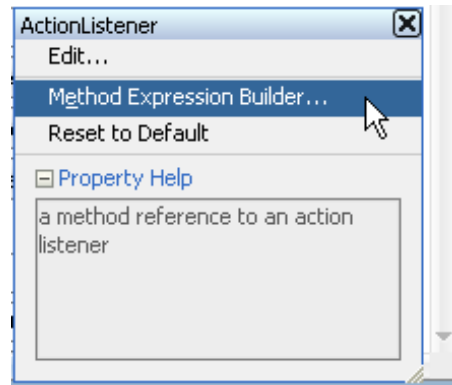 ActionListener
Edit...
Method Expression Builder...
Reset to Default
Property Help
a method reference to an action
listener